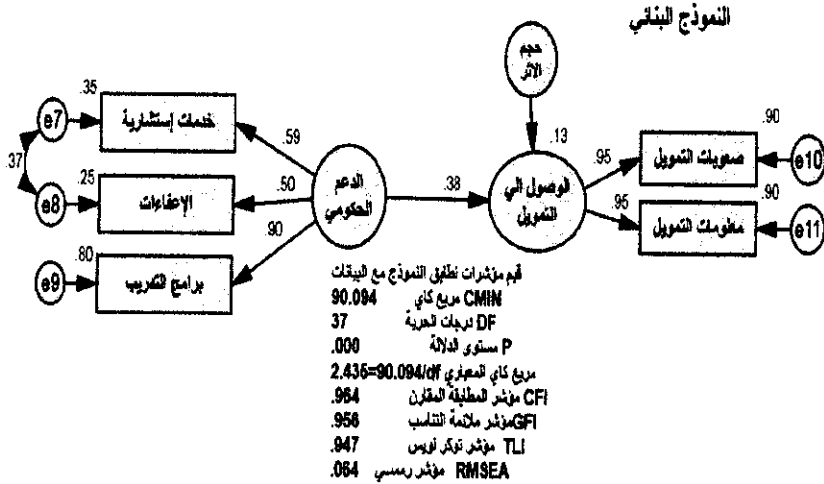 النموذج البنائي
حجم
الاثر
.35
e7
خدمات إستشارية
.59
.37
.25
e8
الإعفاءات
.50
.80
e9
برامج التدريب
.90
الدعم
الحكومي
.38
.13
الوصول الي
التمويل
.95
.90
صعوبات التمويل
e10
.95
.90
معلومات التمويل
e11
قيم مؤشرات تطابق النموذج مع البيانات
CMIN مربع كاي 90.094
DF درجات الحرية 37
P مستوى الدلالة .000
مربع كاي المعياري 2.435=90.094/df
CFI مؤشر المطابقة المقارن .964
GFI مؤشر ملائمة التناسب .956
TLI مؤشر توكر لويس .947
RMSEA مؤشر رمسي .064